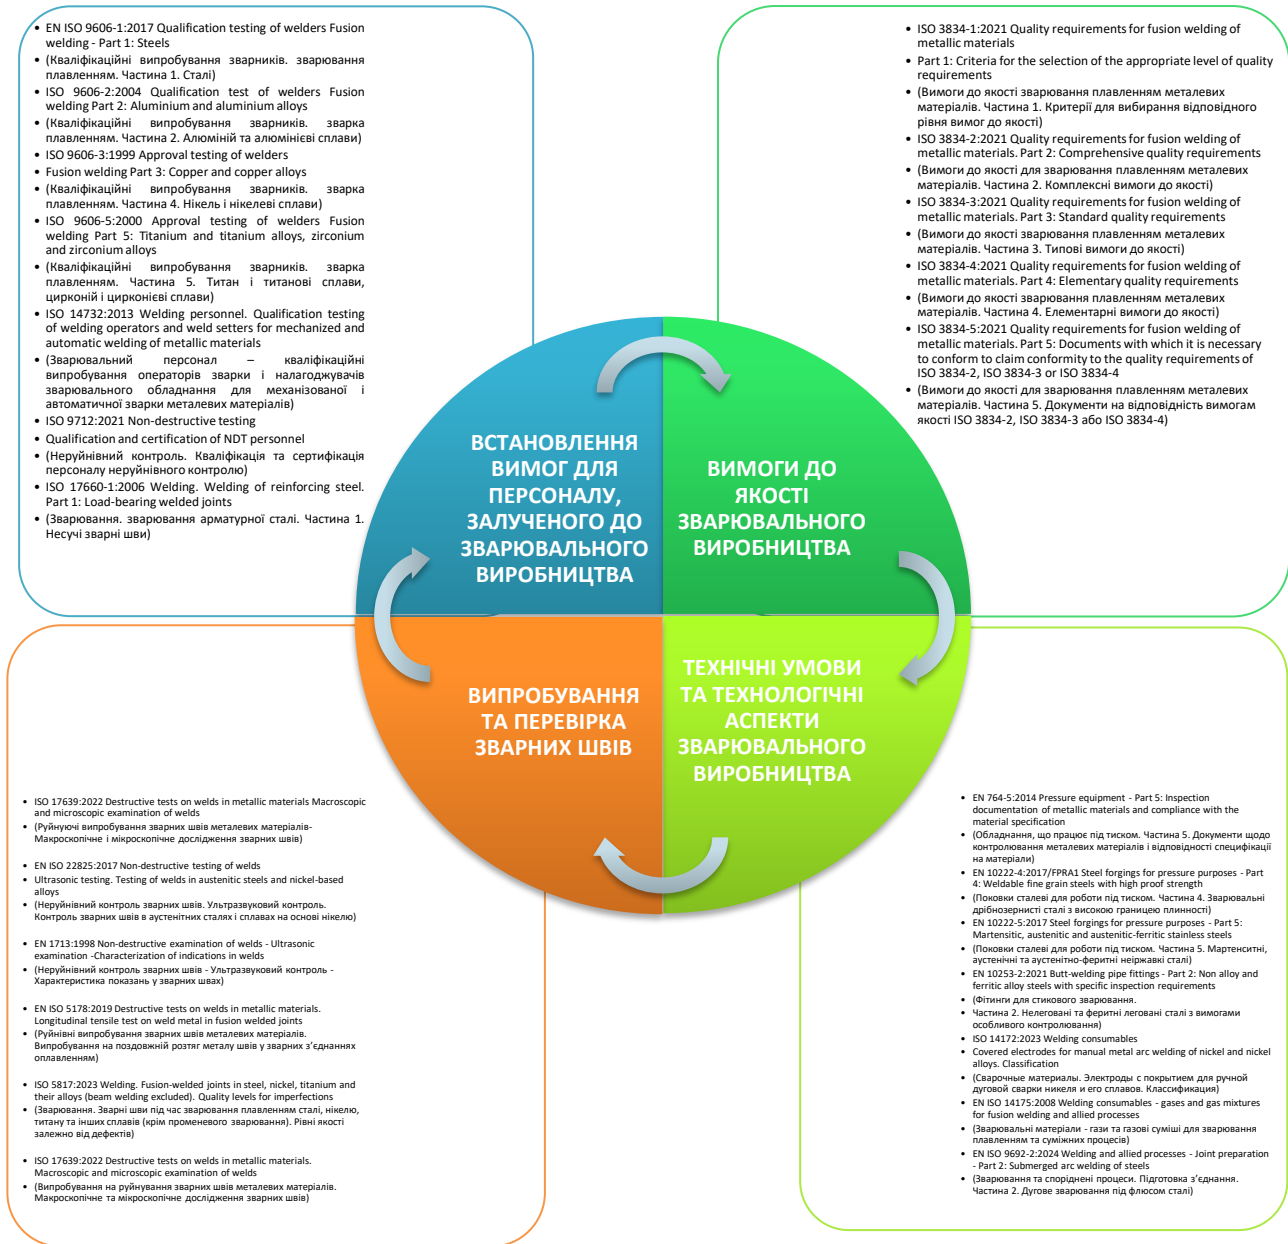 • EN ISO 9606-1:2017 Qualification testing of welders Fusion
welding - Part 1: Steels
• (Кваліфікаційні випробування зварників. зварювання
плавленням. Частина 1. Сталі)
• ISO 9606-2:2004 Qualification test of welders Fusion
welding Part 2: Aluminium and aluminium alloys
• (Кваліфікаційні випробування зварників. зварка
плавленням. Частина 2. Алюміній та алюмінієві сплави)
• ISO 9606-3:1999 Approval testing of welders
• Fusion welding Part 3: Copper and copper alloys
• (Кваліфікаційні випробування зварників. зварка
плавленням. Частина 4. Нікель і нікелеві сплави)
• ISO 9606-5:2000 Approval testing of welders Fusion
welding Part 5: Titanium and titanium alloys, zirconium
and zirconium alloys
• (Кваліфікаційні випробування зварників. зварка
плавленням. Частина 5. Титан і титанові сплави,
цирконій і цирконієві сплави)
• ISO 14732:2013 Welding personnel. Qualification testing
of welding operators and weld setters for mechanized and
automatic welding of metallic materials
• (Зварювальний персонал – кваліфікаційні
випробування операторів зварки і налагоджувачів
зварювального обладнання для механізованої і
автоматичної зварки металевих матеріалів)
• ISO 9712:2021 Non-destructive testing
• Qualification and certification of NDT personnel
• (Неруйнівний контроль. Кваліфікація та сертифікація
персоналу неруйнівного контролю)
• ISO 17660-1:2006 Welding. Welding of reinforcing steel.
Part 1: Load-bearing welded joints
• (Зварювання. зварювання арматурної сталі. Частина 1.
Несучі зварні шви)
• ISO 3834-1:2021 Quality requirements for fusion welding of
metallic materials
• Part 1: Criteria for the selection of the appropriate level of quality
requirements
• (Вимоги до якості зварювання плавленням металевих
матеріалів. Частина 1. Критерії для вибирання відповідного
рівня вимог до якості)
• ISO 3834-2:2021 Quality requirements for fusion welding of
metallic materials. Part 2: Comprehensive quality requirements
• (Вимоги до якості для зварювання плавленням металевих
матеріалів. Частина 2. Комплексні вимоги до якості)
• ISO 3834-3:2021 Quality requirements for fusion welding of
metallic materials. Part 3: Standard quality requirements
• (Вимоги до якості зварювання плавленням металевих
матеріалів. Частина 3. Типові вимоги до якості)
• ISO 3834-4:2021 Quality requirements for fusion welding of
metallic materials. Part 4: Elementary quality requirements
• (Вимоги до якості зварювання плавленням металевих
матеріалів. Частина 4. Елементарні вимоги до якості)
• ISO 3834-5:2021 Quality requirements for fusion welding of
metallic materials. Part 5: Documents with which it is necessary
to conform to claim conformity to the quality requirements of
ISO 3834-2, ISO 3834-3 or ISO 3834-4
• (Вимоги до якості для зварювання плавленням металевих
матеріалів. Частина 5. Документи на відповідність вимогам
якості ISO 3834-2, ISO 3834-3 або ISO 3834-4)
ВСТАНОВЛЕННЯ
ВИМОГ ДЛЯ
ПЕРСОНАЛУ,
ЗАЛУЧЕНОГО ДО
ЗВАРЮВАЛЬНОГО
ВИРОБНИЦТВА
ВИМОГИ ДО
ЯКОСТІ
ЗВАРЮВАЛЬНОГО
ВИРОБНИЦТВА
ВИПРОБУВАННЯ
ТА ПЕРЕВІРКА
ЗВАРНИХ ШВІВ
ТЕХНІЧНІ УМОВИ
ТА ТЕХНОЛОГІЧНІ
АСПЕКТИ
ЗВАРЮВАЛЬНОГО
ВИРОБНИЦТВА
• ISO 17639:2022 Destructive tests on welds in metallic materials Macroscopic
and microscopic examination of welds
• (Руйнуючі випробування зварних швів металевих матеріалів-
Макроскопічне і мікроскопічне дослідження зварних швів)
• EN ISO 22825:2017 Non-destructive testing of welds
• Ultrasonic testing. Testing of welds in austenitic steels and nickel-based
alloys
• (Неруйнівний контроль зварних швів. Ультразвуковий контроль.
Контроль зварних швів в аустенітних сталях і сплавах на основі нікелю)
• EN 1713:1998 Non-destructive examination of welds - Ultrasonic
examination -Characterization of indications in welds
• (Неруйнівний контроль зварних швів - Ультразвуковий контроль -
Характеристика показань у зварних швах)
• EN ISO 5178:2019 Destructive tests on welds in metallic materials.
Longitudinal tensile test on weld metal in fusion welded joints
• (Руйнівні випробування зварних швів металевих матеріалів.
Випробування на поздовжній розтяг металу швів у зварних з’єднаннях
оплавленням)
• ISO 5817:2023 Welding. Fusion-welded joints in steel, nickel, titanium and
their alloys (beam welding excluded). Quality levels for imperfections
• (Зварювання. Зварні шви під час зварювання плавленням сталі, нікелю,
титану та інших сплавів (крім променевого зварювання). Рівні якості
залежно від дефектів)
• ISO 17639:2022 Destructive tests on welds in metallic materials.
Macroscopic and microscopic examination of welds
• (Випробування на руйнування зварних швів металевих матеріалів.
Макроскопічне та мікроскопічне дослідження зварних швів)
• EN 764-5:2014 Pressure equipment - Part 5: Inspection
documentation of metallic materials and compliance with the
material specification
• (Обладнання, що працює під тиском. Частина 5. Документи щодо
контролювання металевих матеріалів і відповідності специфікації
на матеріали)
• EN 10222-4:2017/FPRA1 Steel forgings for pressure purposes - Part
4: Weldable fine grain steels with high proof strength
• (Поковки сталеві для роботи під тиском. Частина 4. Зварювальні
дрібнозернисті сталі з високою границею плинності)
• EN 10222-5:2017 Steel forgings for pressure purposes - Part 5:
Martensitic, austenitic and austenitic-ferritic stainless steels
• (Поковки сталеві для роботи під тиском. Частина 5. Мартенситні,
аустенічні та аустенітно-феритні неіржавкі сталі)
• EN 10253-2:2021 Butt-welding pipe fittings - Part 2: Non alloy and
ferritic alloy steels with specific inspection requirements
• (Фітинги для стикового зварювання.
• Частина 2. Нелеговані та феритні леговані сталі з вимогами
особливого контролювання)
• ISO 14172:2023 Welding consumables
• Covered electrodes for manual metal arc welding of nickel and nickel
alloys. Classification
• (Сварочные материалы. Электроды с покрытием для ручной
дуговой сварки никеля и его сплавов. Классификация)
• EN ISO 14175:2008 Welding consumables - gases and gas mixtures
for fusion welding and allied processes
• (Зварювальні матеріали - гази та газові суміші для зварювання
плавленням та суміжних процесів)
• EN ISO 9692-2:2024 Welding and allied processes - Joint preparation
- Part 2: Submerged arc welding of steels
• (Зварювання та споріднені процеси. Підготовка з’єднання.
Частина 2. Дугове зварювання під флюсом сталі)